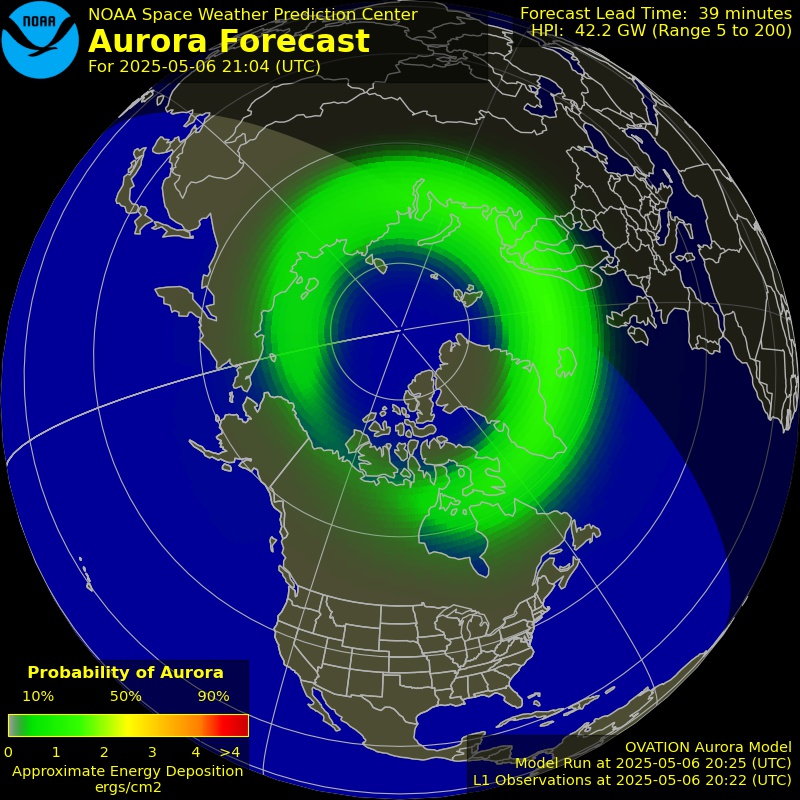 NOAA
NOAA Space Weather Prediction Center
Aurora Forecast
For 2025-05-06 21:04 (UTC)
Forecast Lead Time: 39 minutes
HPI: 42.2 GW (Range 5 to 200)
Probability of Aurora
10% 50% 90%
0 1 2 3 4 >4
Approximate Energy Deposition
ergs/cm2
OVATION Aurora Model
Model Run at 2025-05-06 20:25 (UTC)
L1 Observations at 2025-05-06 20:22 (UTC)